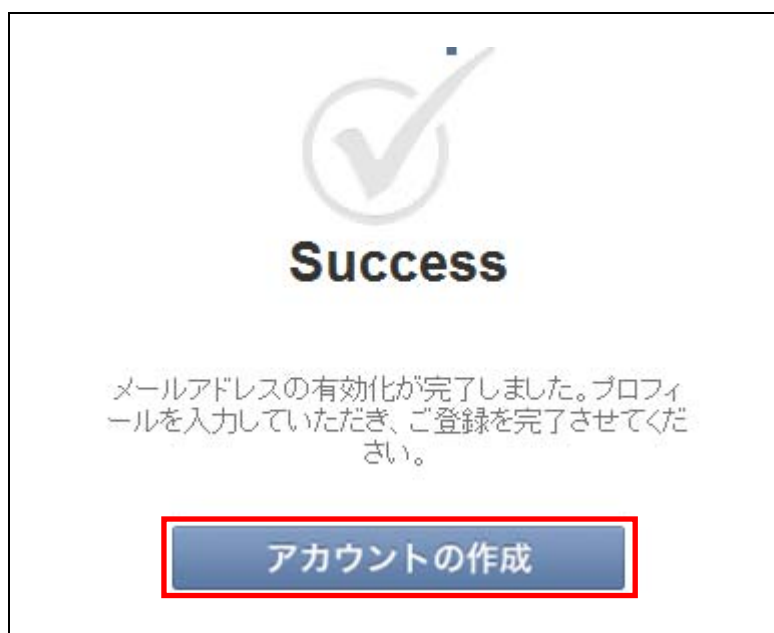 Success
メールアドレスの有効化が完了しました。プロフィ
ールを入力していただき、ご登録を完了させてくだ
さい。
アカウントの作成